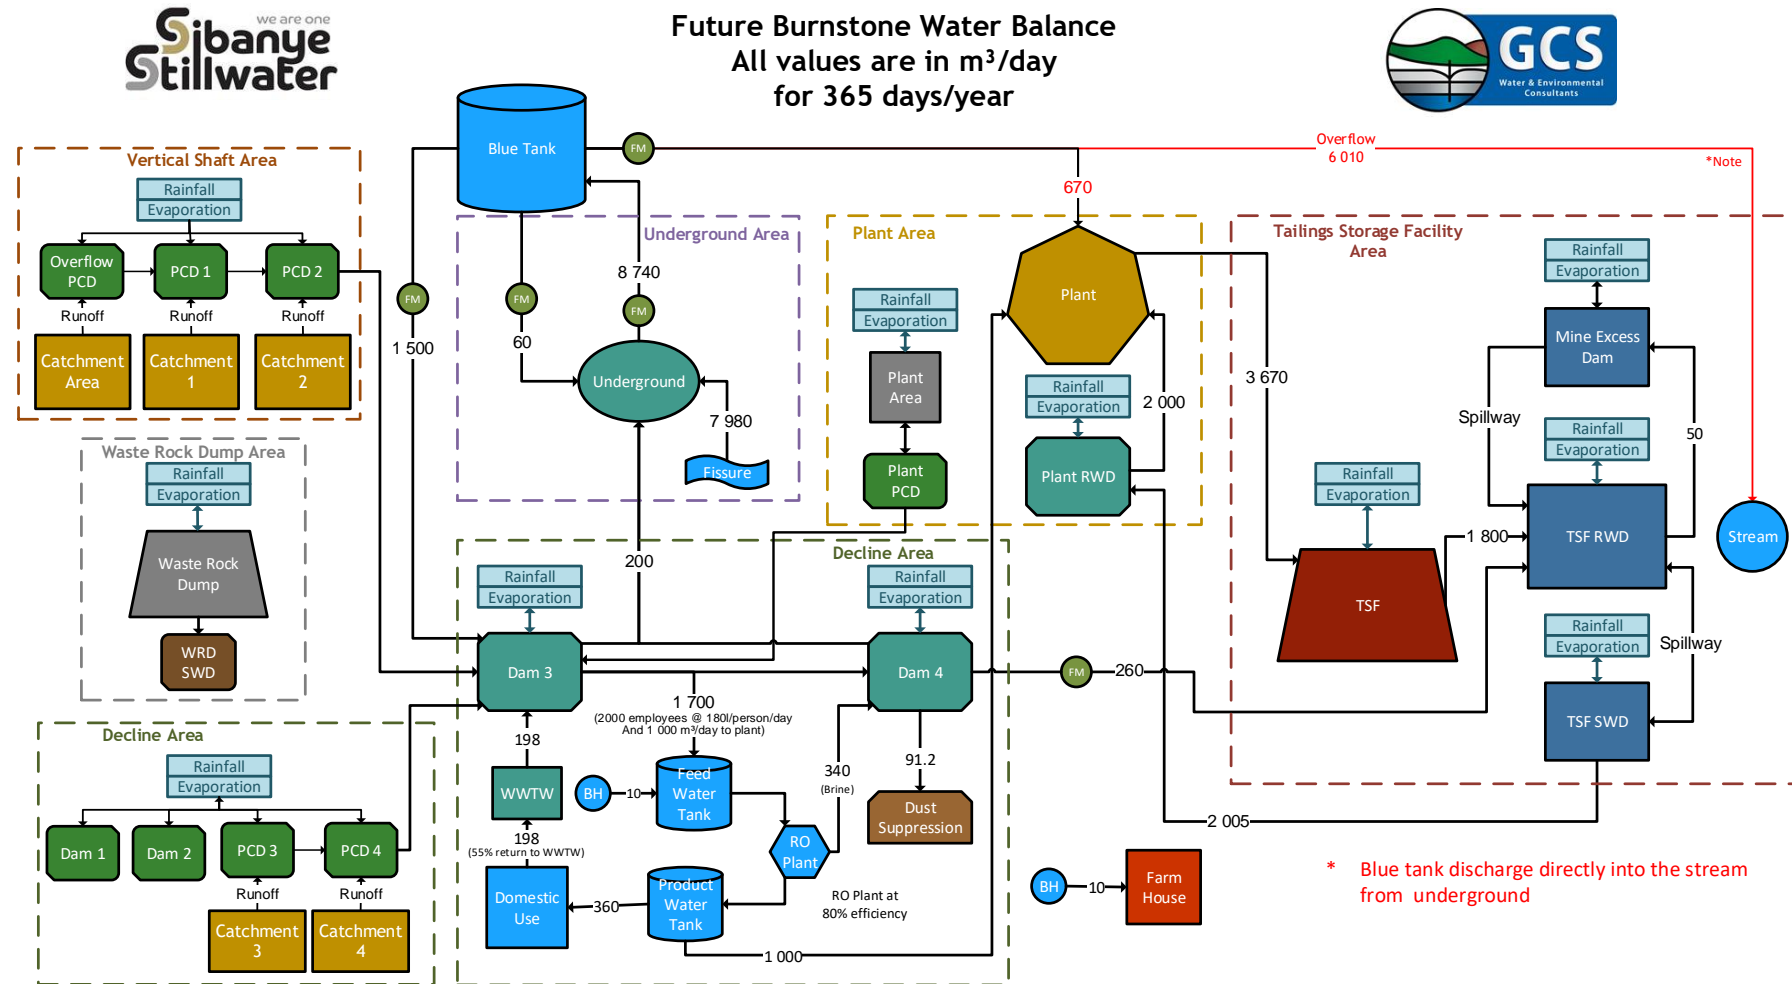 we are one
Sibanye
Stillwater
Future Burnstone Water Balance
All values are in m³/day
for 365 days/year
GCS
Water & Environmental
Consultants
Vertical Shaft Area
Rainfall
Evaporation
Overflow
PCD
PCD 1
PCD 2
Runoff
Runoff
Runoff
Catchment
Area
Catchment
1
Catchment
2
Blue Tank
FM
Overflow
6 010
*Note
670
FM
1 500
Underground Area
FM
60
8 740
FM
Underground
7 980
Fissure
200
Plant Area
Rainfall
Evaporation
Plant
Area
Plant
PCD
Plant
Rainfall
Evaporation
2 000
Plant RWD
3 670
Tailings Storage Facility
Area
Rainfall
Evaporation
Mine Excess
Dam
Spillway
50
Rainfall
Evaporation
Rainfall
Evaporation
TSF
1 800
TSF RWD
Stream
Rainfall
Evaporation
Spillway
TSF SWD
2 005
Waste Rock Dump Area
Rainfall
Evaporation
Waste Rock
Dump
WRD
SWD
Decline Area
Rainfall
Evaporation
Dam 1
Dam 2
PCD 3
PCD 4
Runoff
Runoff
Catchment
3
Catchment
4
Decline Area
Rainfall
Evaporation
Rainfall
Evaporation
Dam 3
Dam 4
FM
260
1 700
(2000 employees @ 180l/person/day
And 1 000 m³/day to plant)
198
WWTW
BH
10
Feed
Water
Tank
340
(Brine)
91.2
Dust
Suppression
198
(55% return to WWTW)
RO
Plant
Domestic
Use
360
Product
Water
Tank
RO Plant at
80% efficiency
1 000
BH
10
Farm
House
* Blue tank discharge directly into the stream
from underground